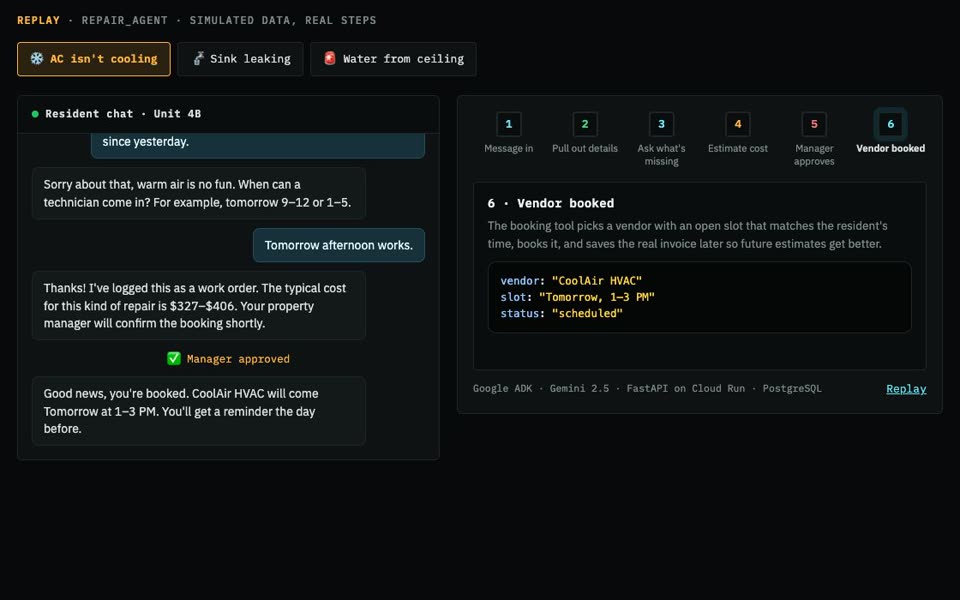 REPLAY · REPAIR_AGENT · SIMULATED DATA, REAL STEPS
AC isn't cooling
Sink leaking
Water from ceiling
Resident chat · Unit 4B
since yesterday.
Sorry about that, warm air is no fun. When can a
technician come in? For example, tomorrow 9–12 or 1–5.
Tomorrow afternoon works.
Thanks! I've logged this as a work order. The typical cost
for this kind of repair is $327–$406. Your property
manager will confirm the booking shortly.
✅ Manager approved
Good news, you're booked. CoolAir HVAC will come
Tomorrow at 1–3 PM. You'll get a reminder the day
before.
1
Message in
2
Pull out details
3
Ask what's
missing
4
Estimate cost
5
Manager
approves
6
Vendor booked
6 · Vendor booked
The booking tool picks a vendor with an open slot that matches the resident's
time, books it, and saves the real invoice later so future estimates get better.
vendor: "CoolAir HVAC"
slot: "Tomorrow, 1–3 PM"
status: "scheduled"
Google ADK · Gemini 2.5 · FastAPI on Cloud Run · PostgreSQL
Replay